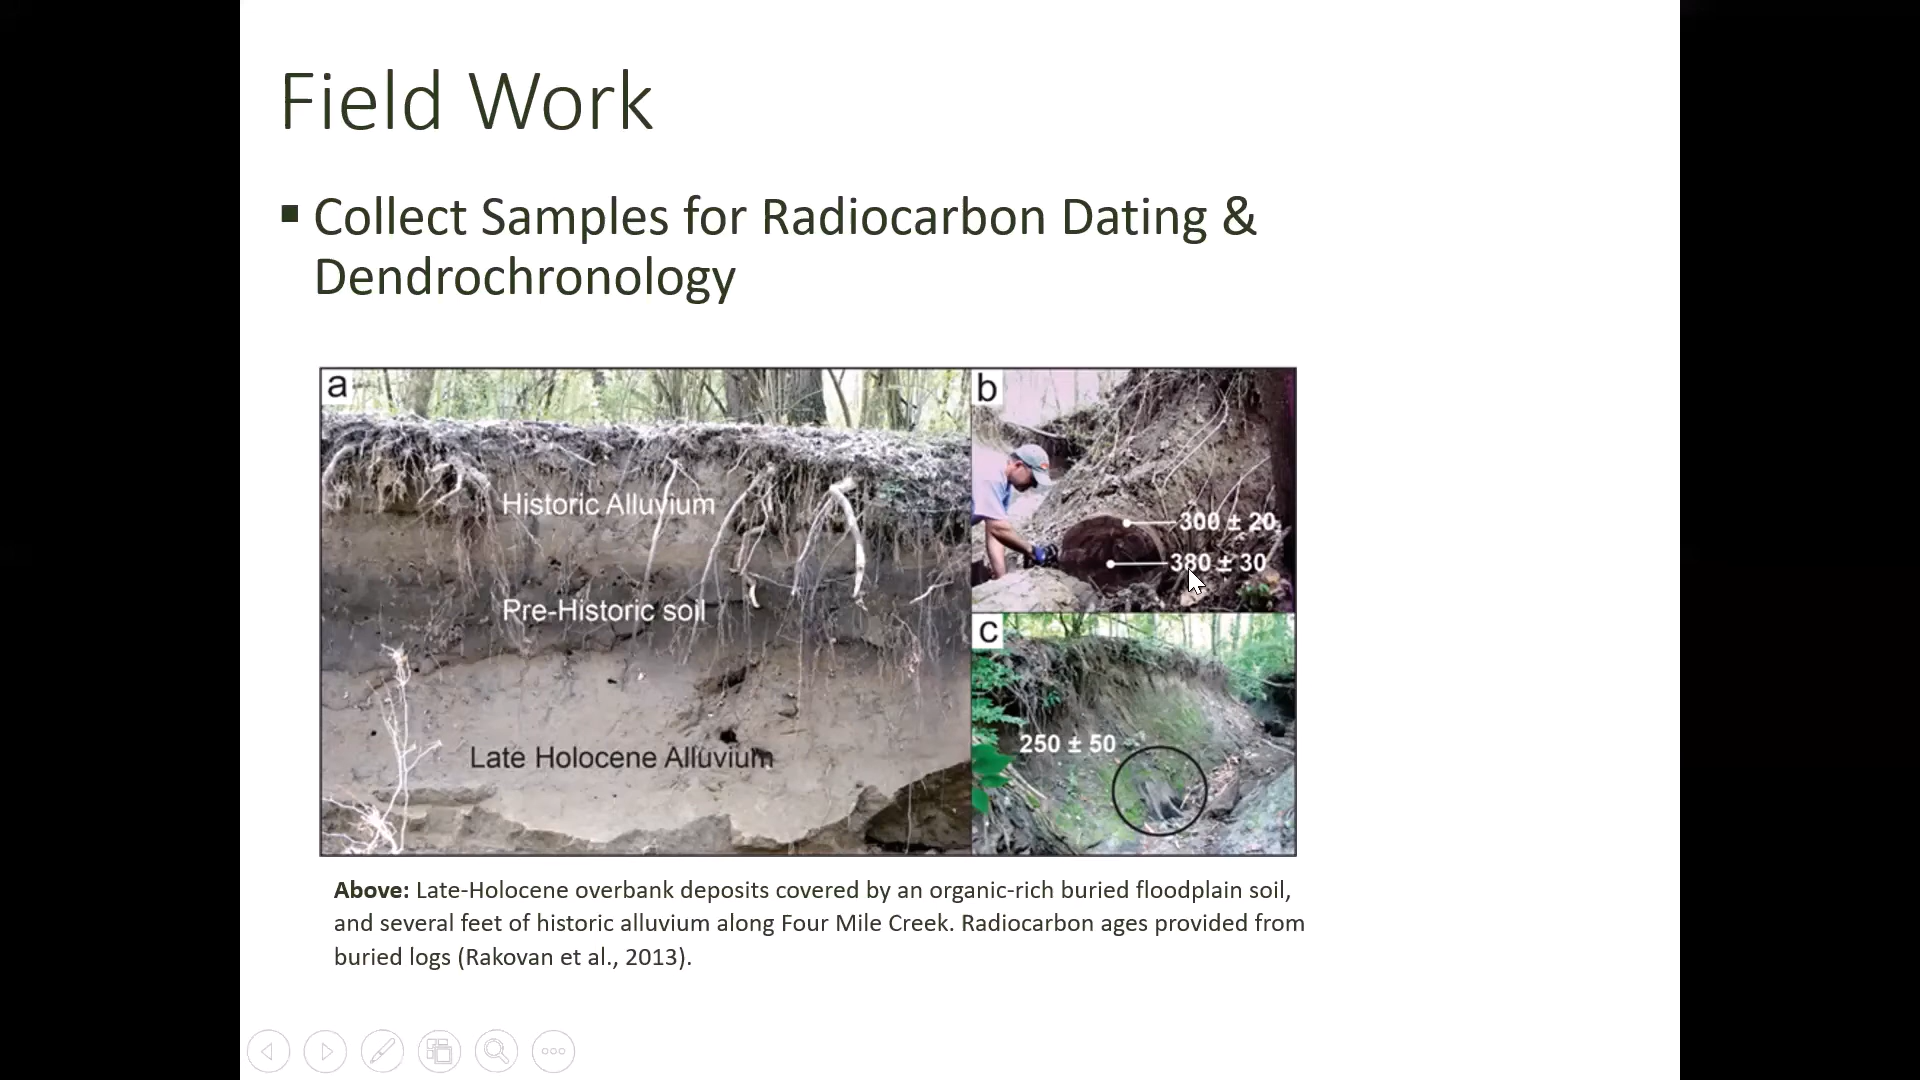 Field Work
▪ Collect Samples for Radiocarbon Dating &
Dendrochronology
a
Historic Alluvium
Pre-Historic soil
Late Holocene Alluvium
b
300 ± 20
380 ± 30
c
250 ± 50
Above: Late-Holocene overbank deposits covered by an organic-rich buried floodplain soil,
and several feet of historic alluvium along Four Mile Creek. Radiocarbon ages provided from
buried logs (Rakovan et al., 2013).